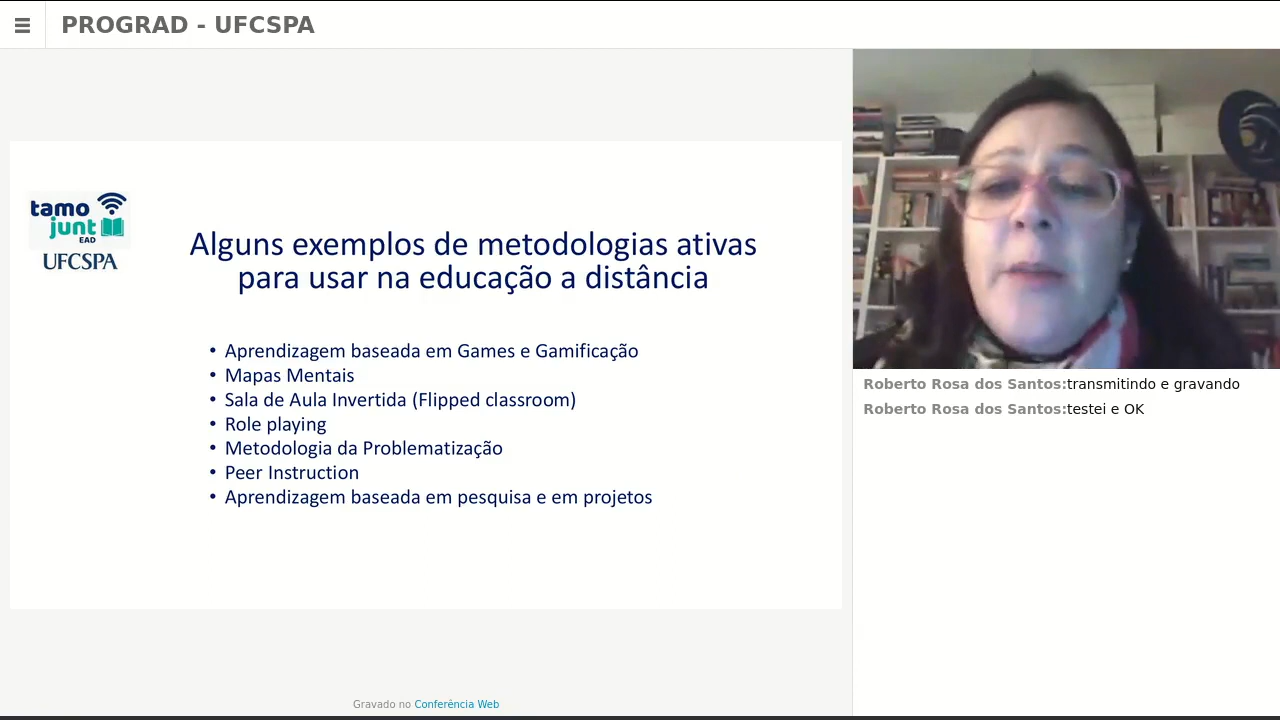 PROGRAD - UFCSPA
tamo
junt
EAD
UFCSPA
Alguns exemplos de metodologias ativas
para usar na educação a distância
• Aprendizagem baseada em Games e Gamificação
• Mapas Mentais
• Sala de Aula Invertida (Flipped classroom)
• Role playing
• Metodologia da Problematização
• Peer Instruction
• Aprendizagem baseada em pesquisa e em projetos
Roberto Rosa dos Santos:transmitindo e gravando
Roberto Rosa dos Santos:testei e OK
Gravado no Conferência Web